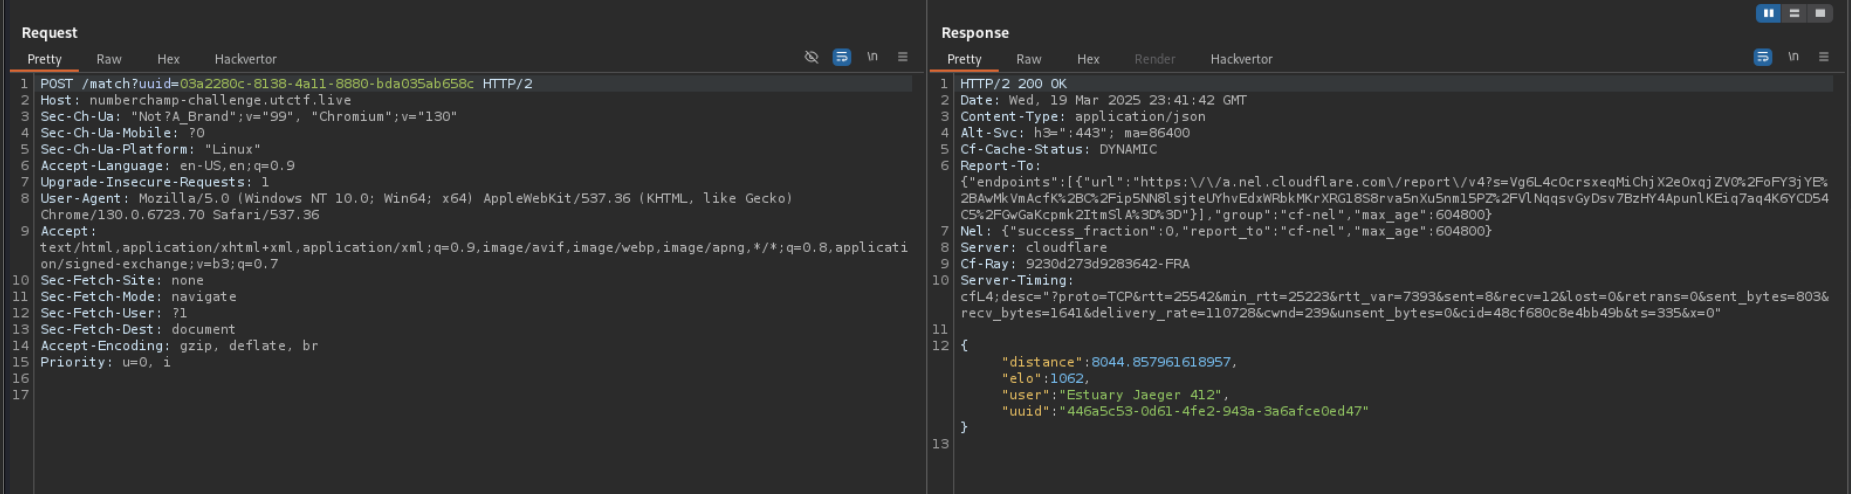 Request
Pretty Raw Hex Hackvertor \n
1 POST /match?uuid=03a2280c-8138-4a11-8880-bda035ab658c HTTP/2
2 Host: numberchamp-challenge.utctf.live
3 Sec-Ch-Ua: "Not?A_Brand";v="99", "Chromium";v="130"
4 Sec-Ch-Ua-Mobile: ?0
5 Sec-Ch-Ua-Platform: "Linux"
6 Accept-Language: en-US,en;q=0.9
7 Upgrade-Insecure-Requests: 1
8 User-Agent: Mozilla/5.0 (Windows NT 10.0; Win64; x64) AppleWebKit/537.36 (KHTML, like Gecko)
Chrome/130.0.6723.70 Safari/537.36
9 Accept:
text/html,application/xhtml+xml,application/xml;q=0.9,image/avif,image/webp,image/apng,*/*;q=0.8,applicati
on/signed-exchange;v=b3;q=0.7
10 Sec-Fetch-Site: none
11 Sec-Fetch-Mode: navigate
12 Sec-Fetch-User: ?1
13 Sec-Fetch-Dest: document
14 Accept-Encoding: gzip, deflate, br
15 Priority: u=0, i
16
17
Response
Pretty Raw Hex Render Hackvertor \n
1 HTTP/2 200 OK
2 Date: Wed, 19 Mar 2025 23:41:42 GMT
3 Content-Type: application/json
4 Alt-Svc: h3=":443"; ma=86400
5 Cf-Cache-Status: DYNAMIC
6 Report-To:
{"endpoints":[{"url":"https:\/\/a.nel.cloudflare.com\/report\/v4?s=Vg6L4cOcrsxeqMiChjX2eOxqjZV0%2FoFY3jYE%
2BAwMkVmAcfK%2BC%2Fip5NN8lsjteUYhvEdxWRbkMKrXRG18S8rva5nXu5nm15PZ%2FVlNqqsvGyDsv7BzHY4ApunlKEiq7aq4K6YCD54
C5%2FGwGaKcpmk2ItmSlA%3D%3D"}],"group":"cf-nel","max_age":604800}
7 Nel: {"success_fraction":0,"report_to":"cf-nel","max_age":604800}
8 Server: cloudflare
9 Cf-Ray: 9230d273d9283642-FRA
10 Server-Timing:
cfL4;desc="?proto=TCP&rtt=25542&min_rtt=25223&rtt_var=7393&sent=8&recv=12&lost=0&retrans=0&sent_bytes=803&
recv_bytes=1641&delivery_rate=110728&cwnd=239&unsent_bytes=0&cid=48cf680c8e4bb49b&ts=335&x=0"
11
12 {
"distance":8044.857961618957,
"elo":1062,
"user":"Estuary Jaeger 412",
"uuid":"446a5c53-0d61-4fe2-943a-3a6afce0ed47"
}
13